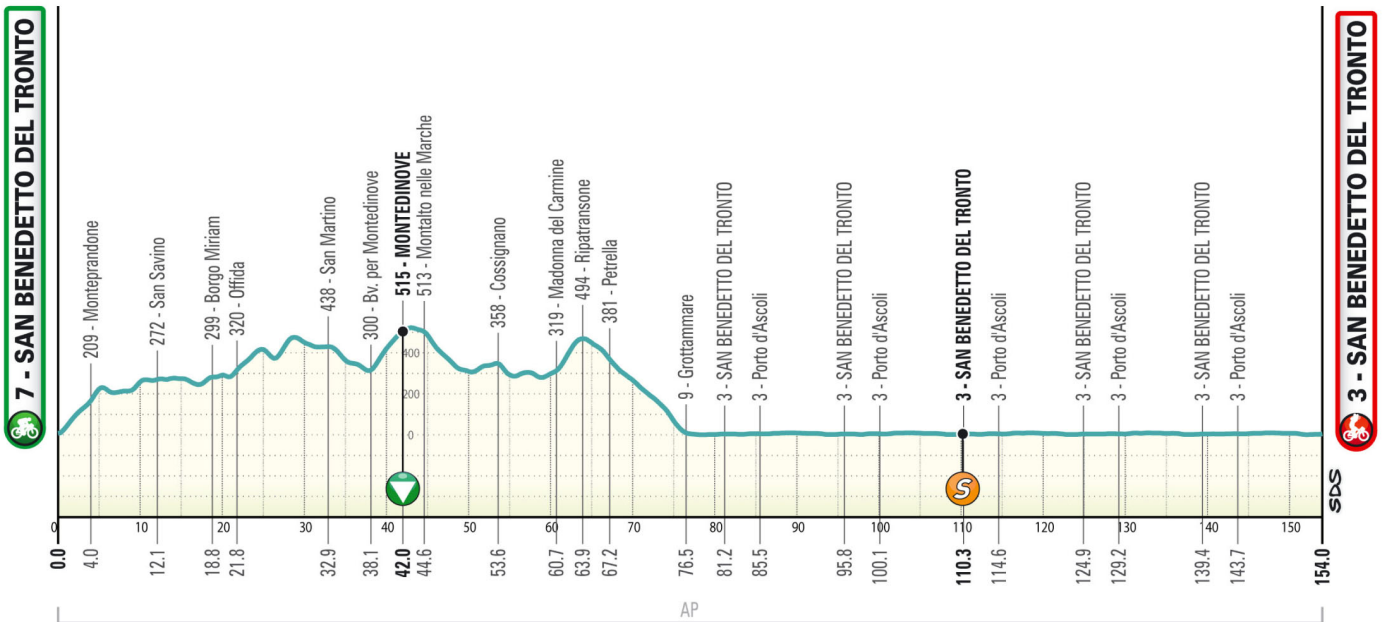 7 - SAN BENEDETTO DEL TRONTO
209 - Monteprandone
272 - San Savino
299 - Borgo Miriam
320 - Offida
438 - San Martino
300 - Bv. per Montedinove
515 - MONTEDINOVE
513 - Montalto nelle Marche
358 - Cossignano
319 - Madonna del Carmine
494 - Ripatransone
381 - Petrella
9 - Grottammare
3 - SAN BENEDETTO DEL TRONTO
3 - Porto d'Ascoli
3 - SAN BENEDETTO DEL TRONTO
3 - Porto d'Ascoli
3 - SAN BENEDETTO DEL TRONTO
3 - Porto d'Ascoli
3 - SAN BENEDETTO DEL TRONTO
3 - Porto d'Ascoli
3 - SAN BENEDETTO DEL TRONTO
3 - Porto d'Ascoli
3 - SAN BENEDETTO DEL TRONTO
400
200
0
S
SDS
0 10 20 30 40 50 60 70 80 90 100 110 120 130 140 150
0.0 4.0 12.1 18.8 21.8 32.9 38.1 42.0 44.6 53.6 60.7 63.9 67.2 76.5 81.2 85.5 95.8 100.1 110.3 114.6 124.9 129.2 139.4 143.7 154.0
AP